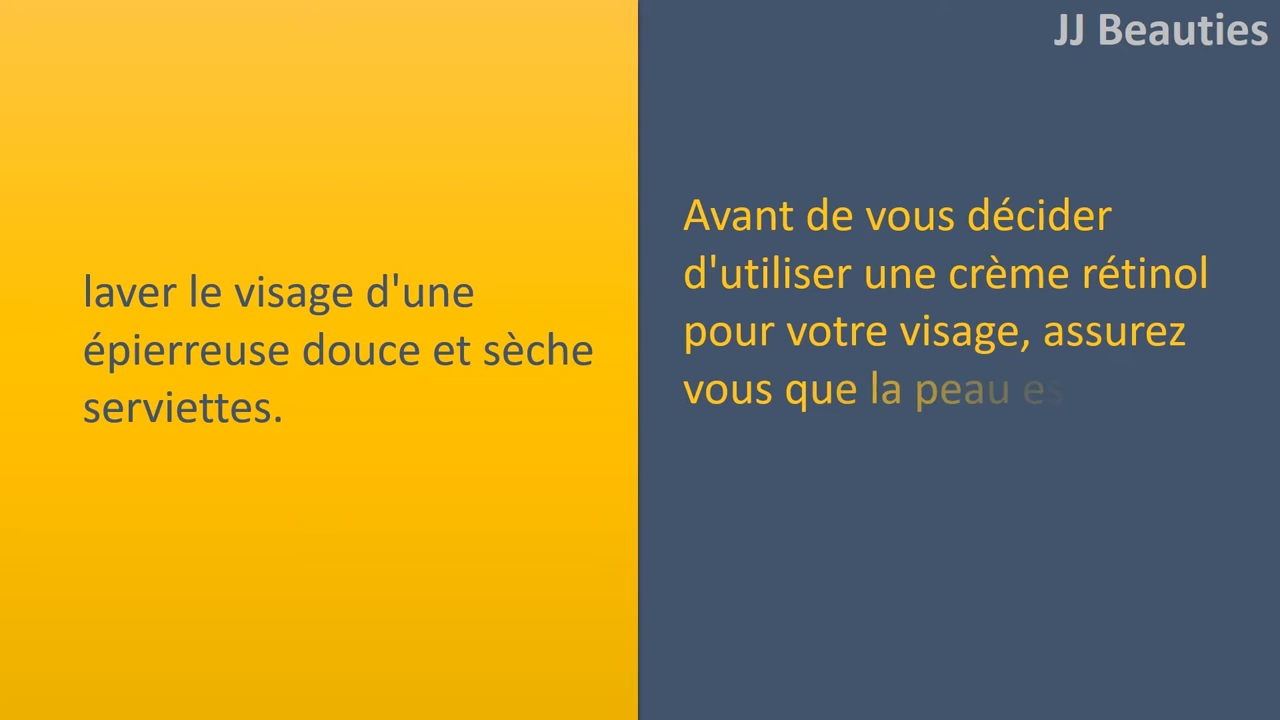 JJ Beauties
laver le visage d'une
épierreuse douce et sèche
serviettes.
Avant de vous décider
d'utiliser une crème rétinol
pour votre visage, assurez
vous que la peau es